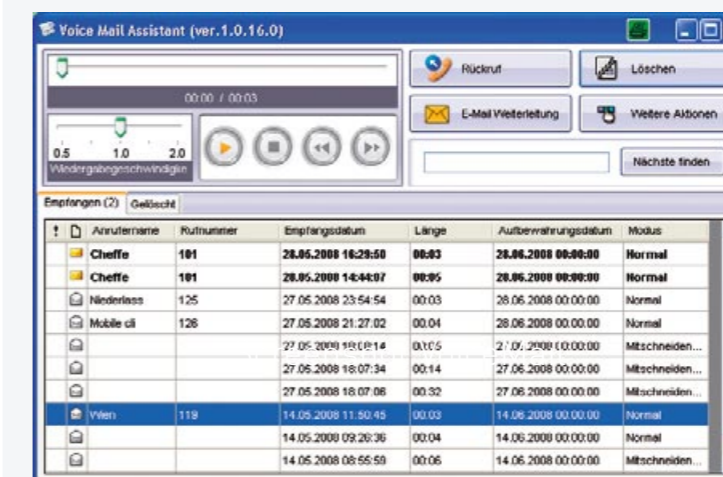 Voice Mail Assistant (ver.1.0.16.0)
00:00 / 00:03
0.5 1.0 2.0
Wiedergabegeschwindigke
Rückruf
Löschen
E-Mail Weiterleitung
Weitere Aktionen
Nächste finden
Empfangen (2) Gelöscht
! Anrufername Rufnummer Empfangsdatum Länge Aufbewahrungsdatum Modus
Cheffe 101 28.05.2008 16:29:50 00:03 28.06.2008 00:00:00 Normal
Cheffe 101 28.05.2008 14:44:07 00:05 28.06.2008 00:00:00 Normal
Niederlass 125 27.05.2008 23:54:54 00:03 28.06.2008 00:00:00 Normal
Mobile cli 126 27.05.2008 21:27:02 00:04 28.06.2008 00:00:00 Normal
Mitschneiden...
27.05.2008 18:07:34 00:14 27.06.2008 00:00:00 Mitschneiden...
27.05.2008 18:07:06 00:32 27.06.2008 00:00:00 Mitschneiden...
Wien 119 14.05.2008 11:50:45 00:03 14.06.2008 00:00:00 Normal
14.05.2008 09:26:36 00:04 14.06.2008 00:00:00 Normal
14.05.2008 08:55:59 00:06 14.06.2008 00:00:00 Mitschneiden...